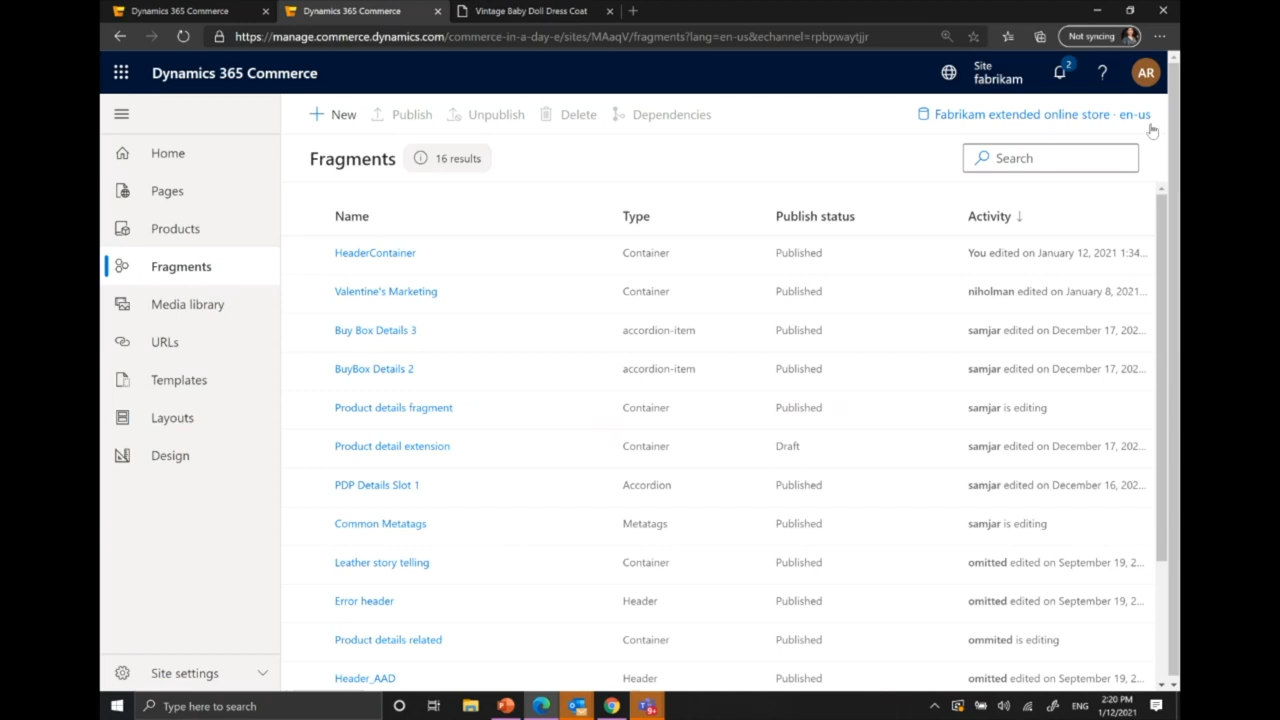 Dynamics 365 Commerce
Dynamics 365 Commerce
Vintage Baby Doll Dress Coat
https://manage.commerce.dynamics.com/commerce-in-a-day-e/sites/MAaqV/fragments?lang=en-us&echannel=rpbpwaytjjr
Not syncing
Dynamics 365 Commerce
Site
fabrikam
2
?
AR
New
Publish
Unpublish
Delete
Dependencies
Fabrikam extended online store · en-us
Home
Pages
Products
Fragments
Media library
URLs
Templates
Layouts
Design
Site settings
Fragments
16 results
Search
Name Type Publish status Activity ↓
HeaderContainer Container Published You edited on January 12, 2021 1:34...
Valentine's Marketing Container Published niholman edited on January 8, 2021...
Buy Box Details 3 accordion-item Published samjar edited on December 17, 202...
BuyBox Details 2 accordion-item Published samjar edited on December 17, 202...
Product details fragment Container Published samjar is editing
Product detail extension Container Draft samjar edited on December 17, 202...
PDP Details Slot 1 Accordion Published samjar edited on December 16, 202...
Common Metatags Metatags Published samjar is editing
Leather story telling Container Published omitted edited on September 19, 2...
Error header Header Published omitted edited on September 19, 2...
Product details related Container Published ommited is editing
Header_AAD Header Published omitted edited on September 19, 2...
Type here to search
ENG
2:20 PM
1/12/2021